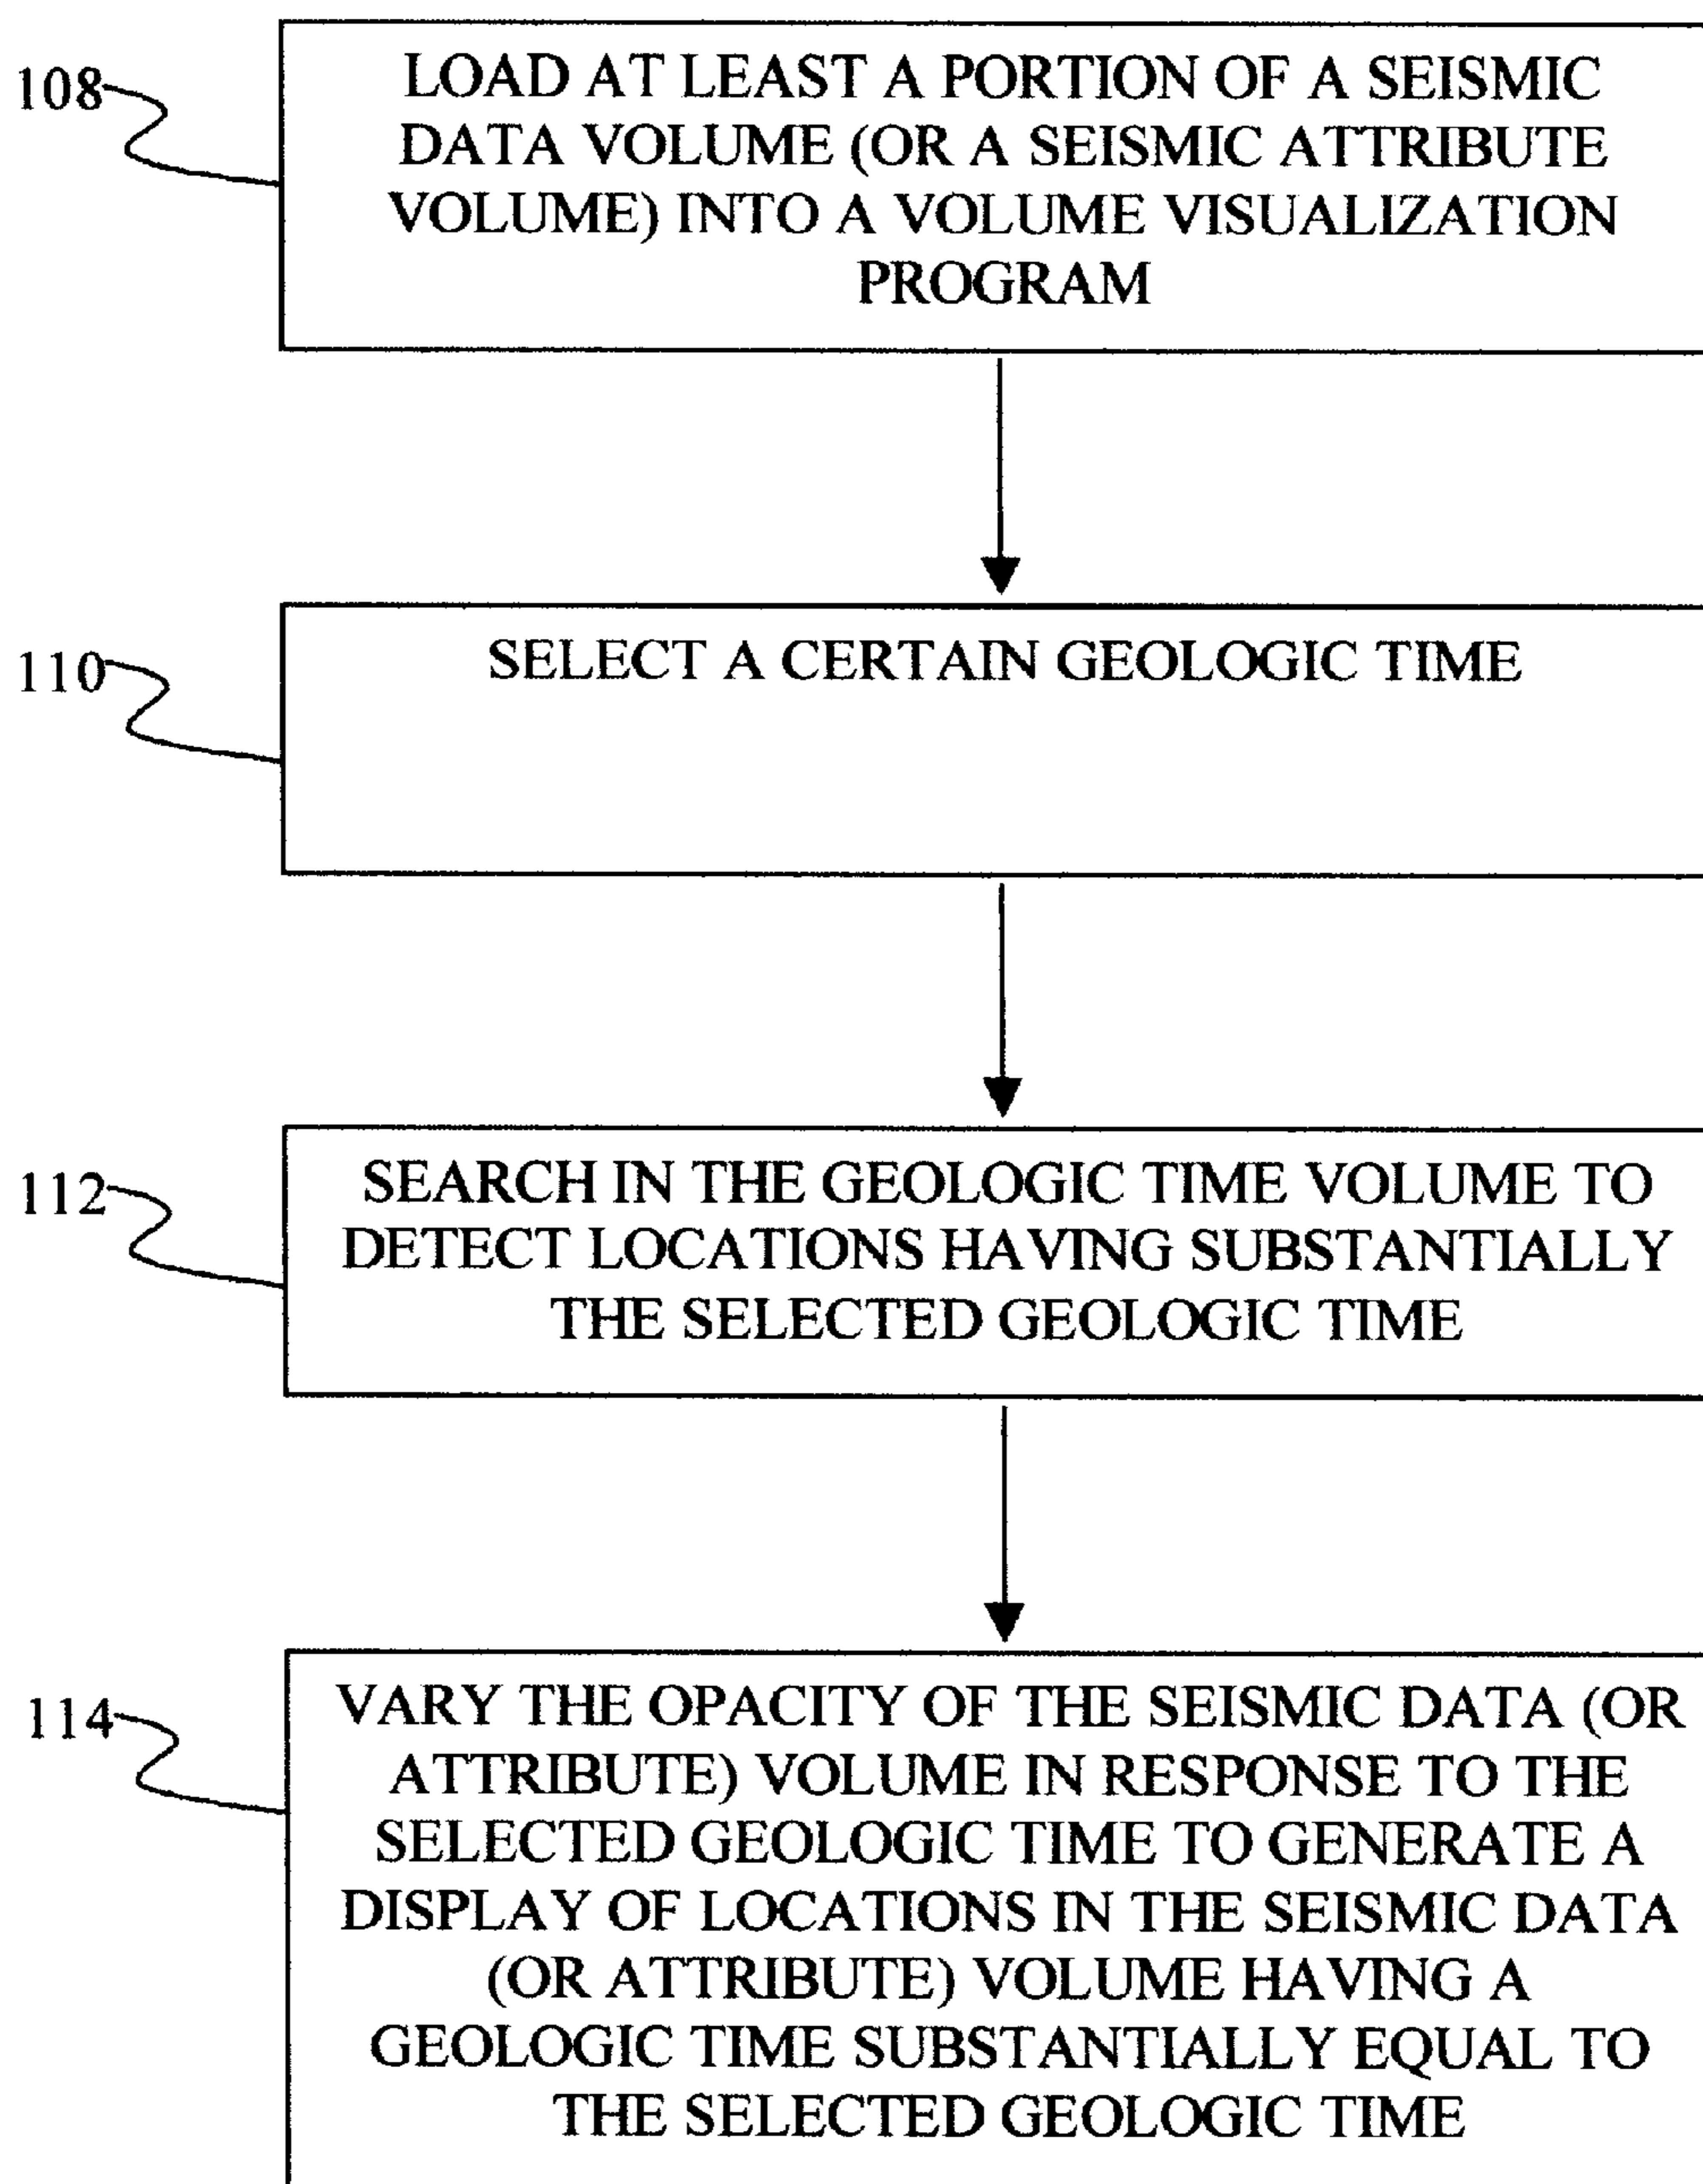 108
LOAD AT LEAST A PORTION OF A SEISMIC
DATA VOLUME (OR A SEISMIC ATTRIBUTE
VOLUME) INTO A VOLUME VISUALIZATION
PROGRAM
110
SELECT A CERTAIN GEOLOGIC TIME
112
SEARCH IN THE GEOLOGIC TIME VOLUME TO
DETECT LOCATIONS HAVING SUBSTANTIALLY
THE SELECTED GEOLOGIC TIME
114
VARY THE OPACITY OF THE SEISMIC DATA (OR
ATTRIBUTE) VOLUME IN RESPONSE TO THE
SELECTED GEOLOGIC TIME TO GENERATE A
DISPLAY OF LOCATIONS IN THE SEISMIC DATA
(OR ATTRIBUTE) VOLUME HAVING A
GEOLOGIC TIME SUBSTANTIALLY EQUAL TO
THE SELECTED GEOLOGIC TIME